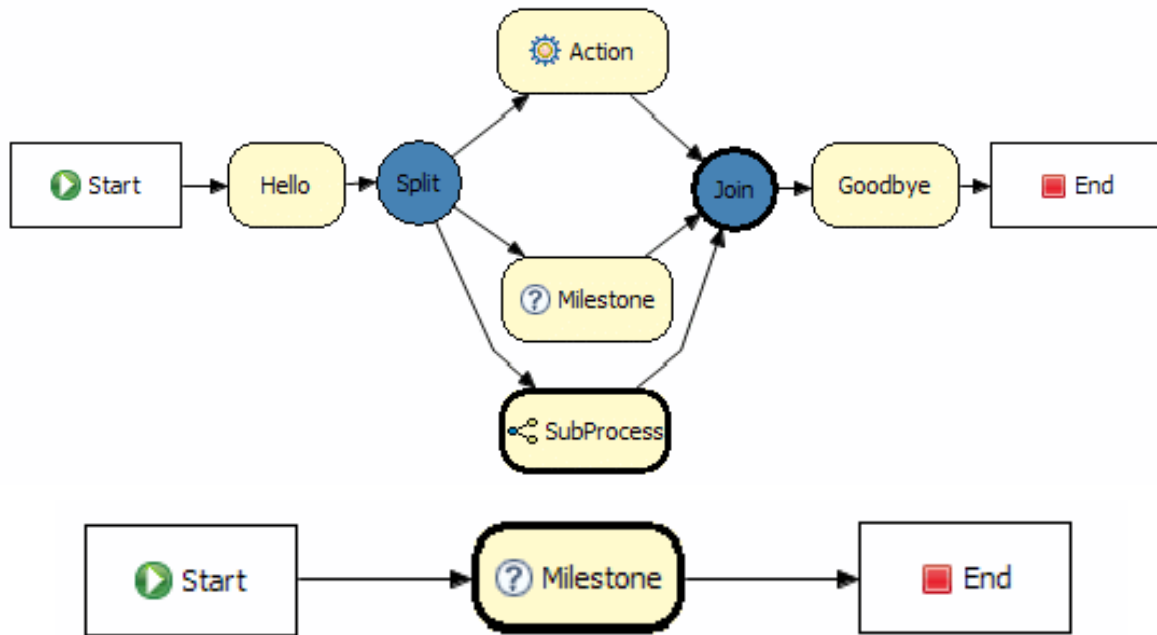 Action
Start
Hello
Split
Join
Goodbye
End
Milestone
SubProcess
Start
Milestone
End